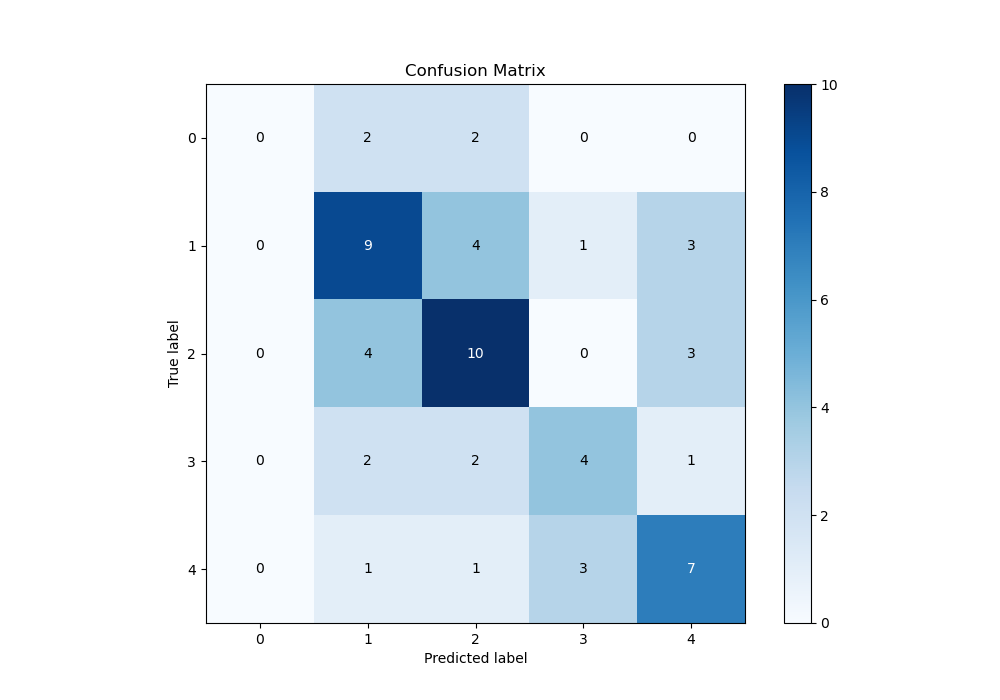 Confusion Matrix
0 0 2 2 0 0
1 0 9 4 1 3
2 0 4 10 0 3
3 0 2 2 4 1
4 0 1 1 3 7
0 1 2 3 4
Predicted label
True label
10
8
6
4
2
0